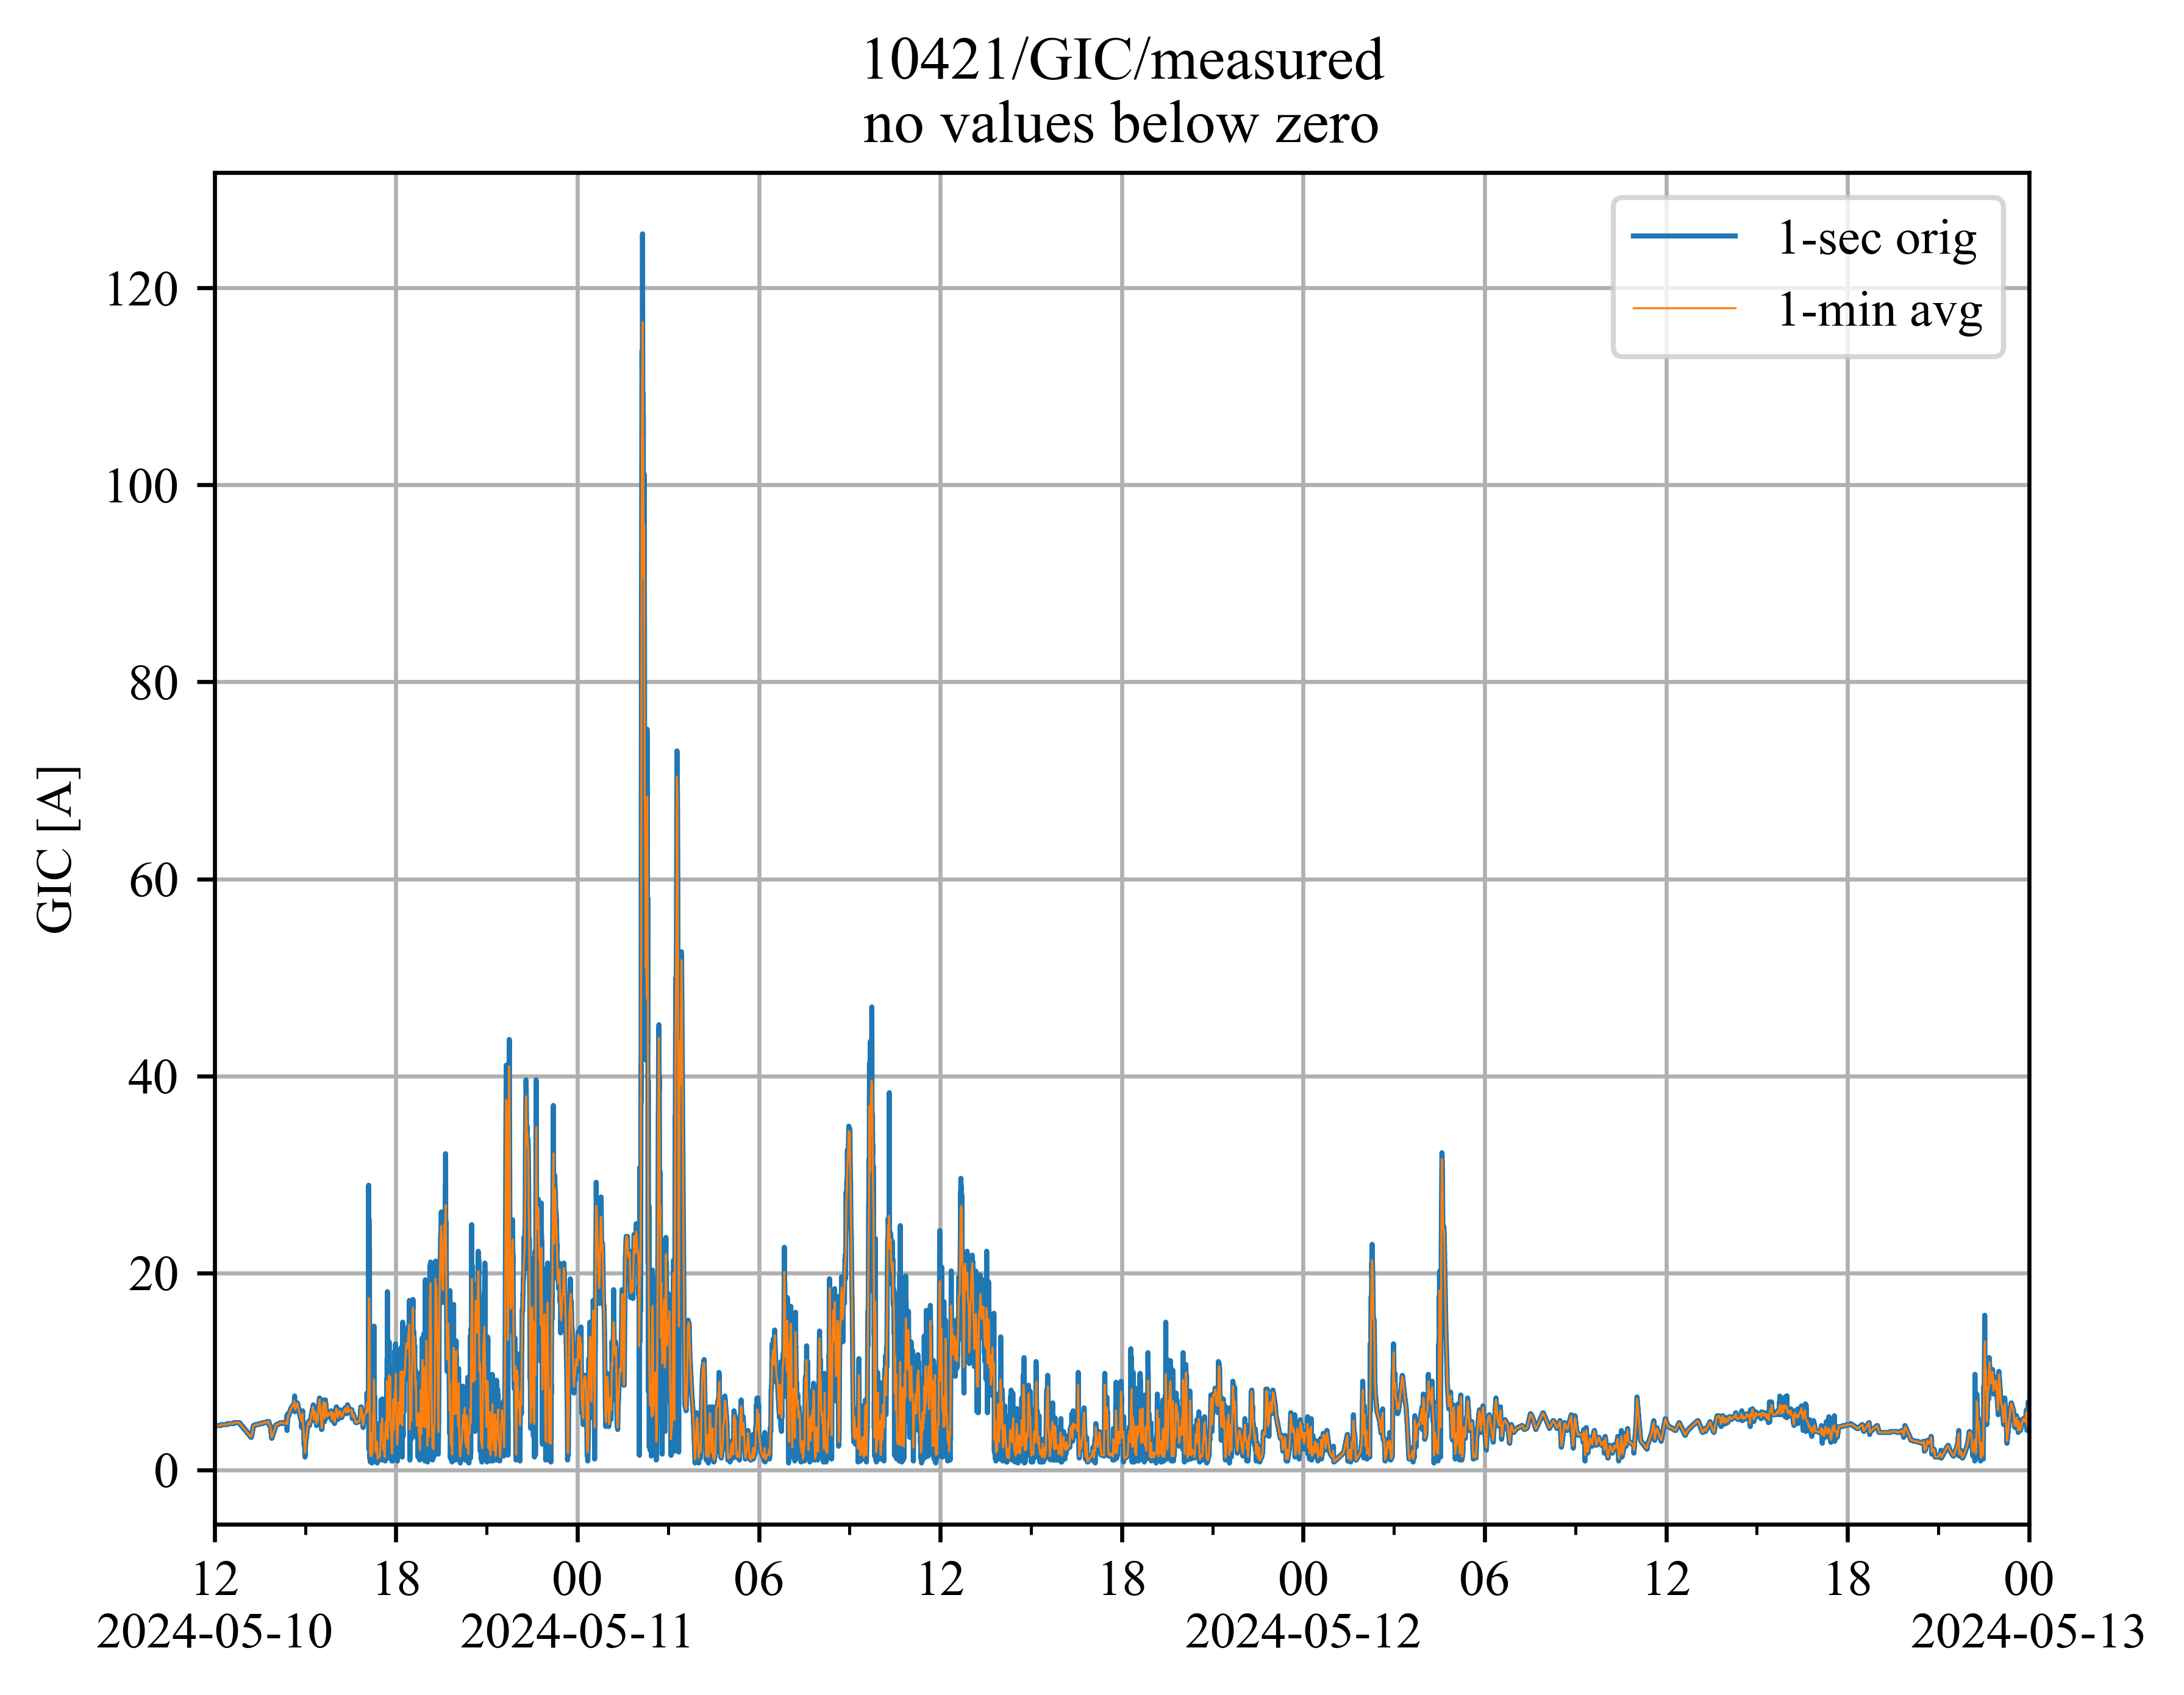 10421/GIC/measured
no values below zero
1-sec orig
1-min avg
GIC [A]
120
100
80
60
40
20
0
12 18 00 06 12 18 00 06 12 18 00
2024-05-10 2024-05-11 2024-05-12 2024-05-13